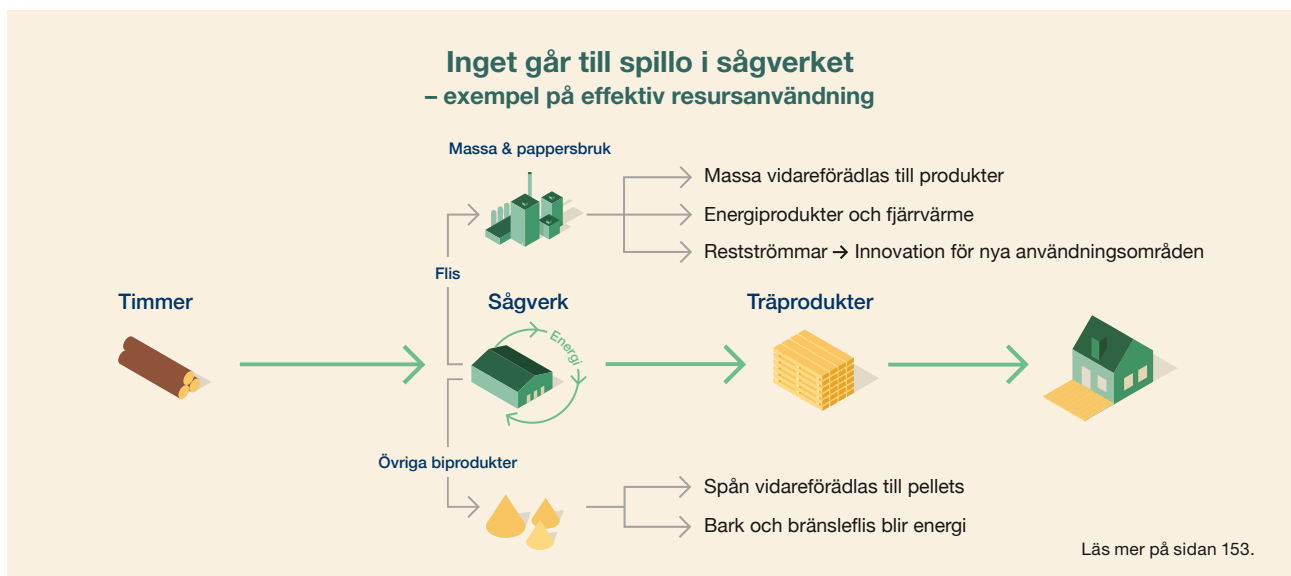 Inget går till spillo i sågverket
– exempel på effektiv resursanvändning
Massa & pappersbruk
Massa vidareförädlas till produkter
Energiprodukter och fjärrvärme
Restströmmar → Innovation för nya användningsområden
Flis
Timmer
Sågverk
Träprodukter
Energi
Övriga biprodukter
Spån vidareförädlas till pellets
Bark och bränsleflis blir energi
Läs mer på sidan 153.